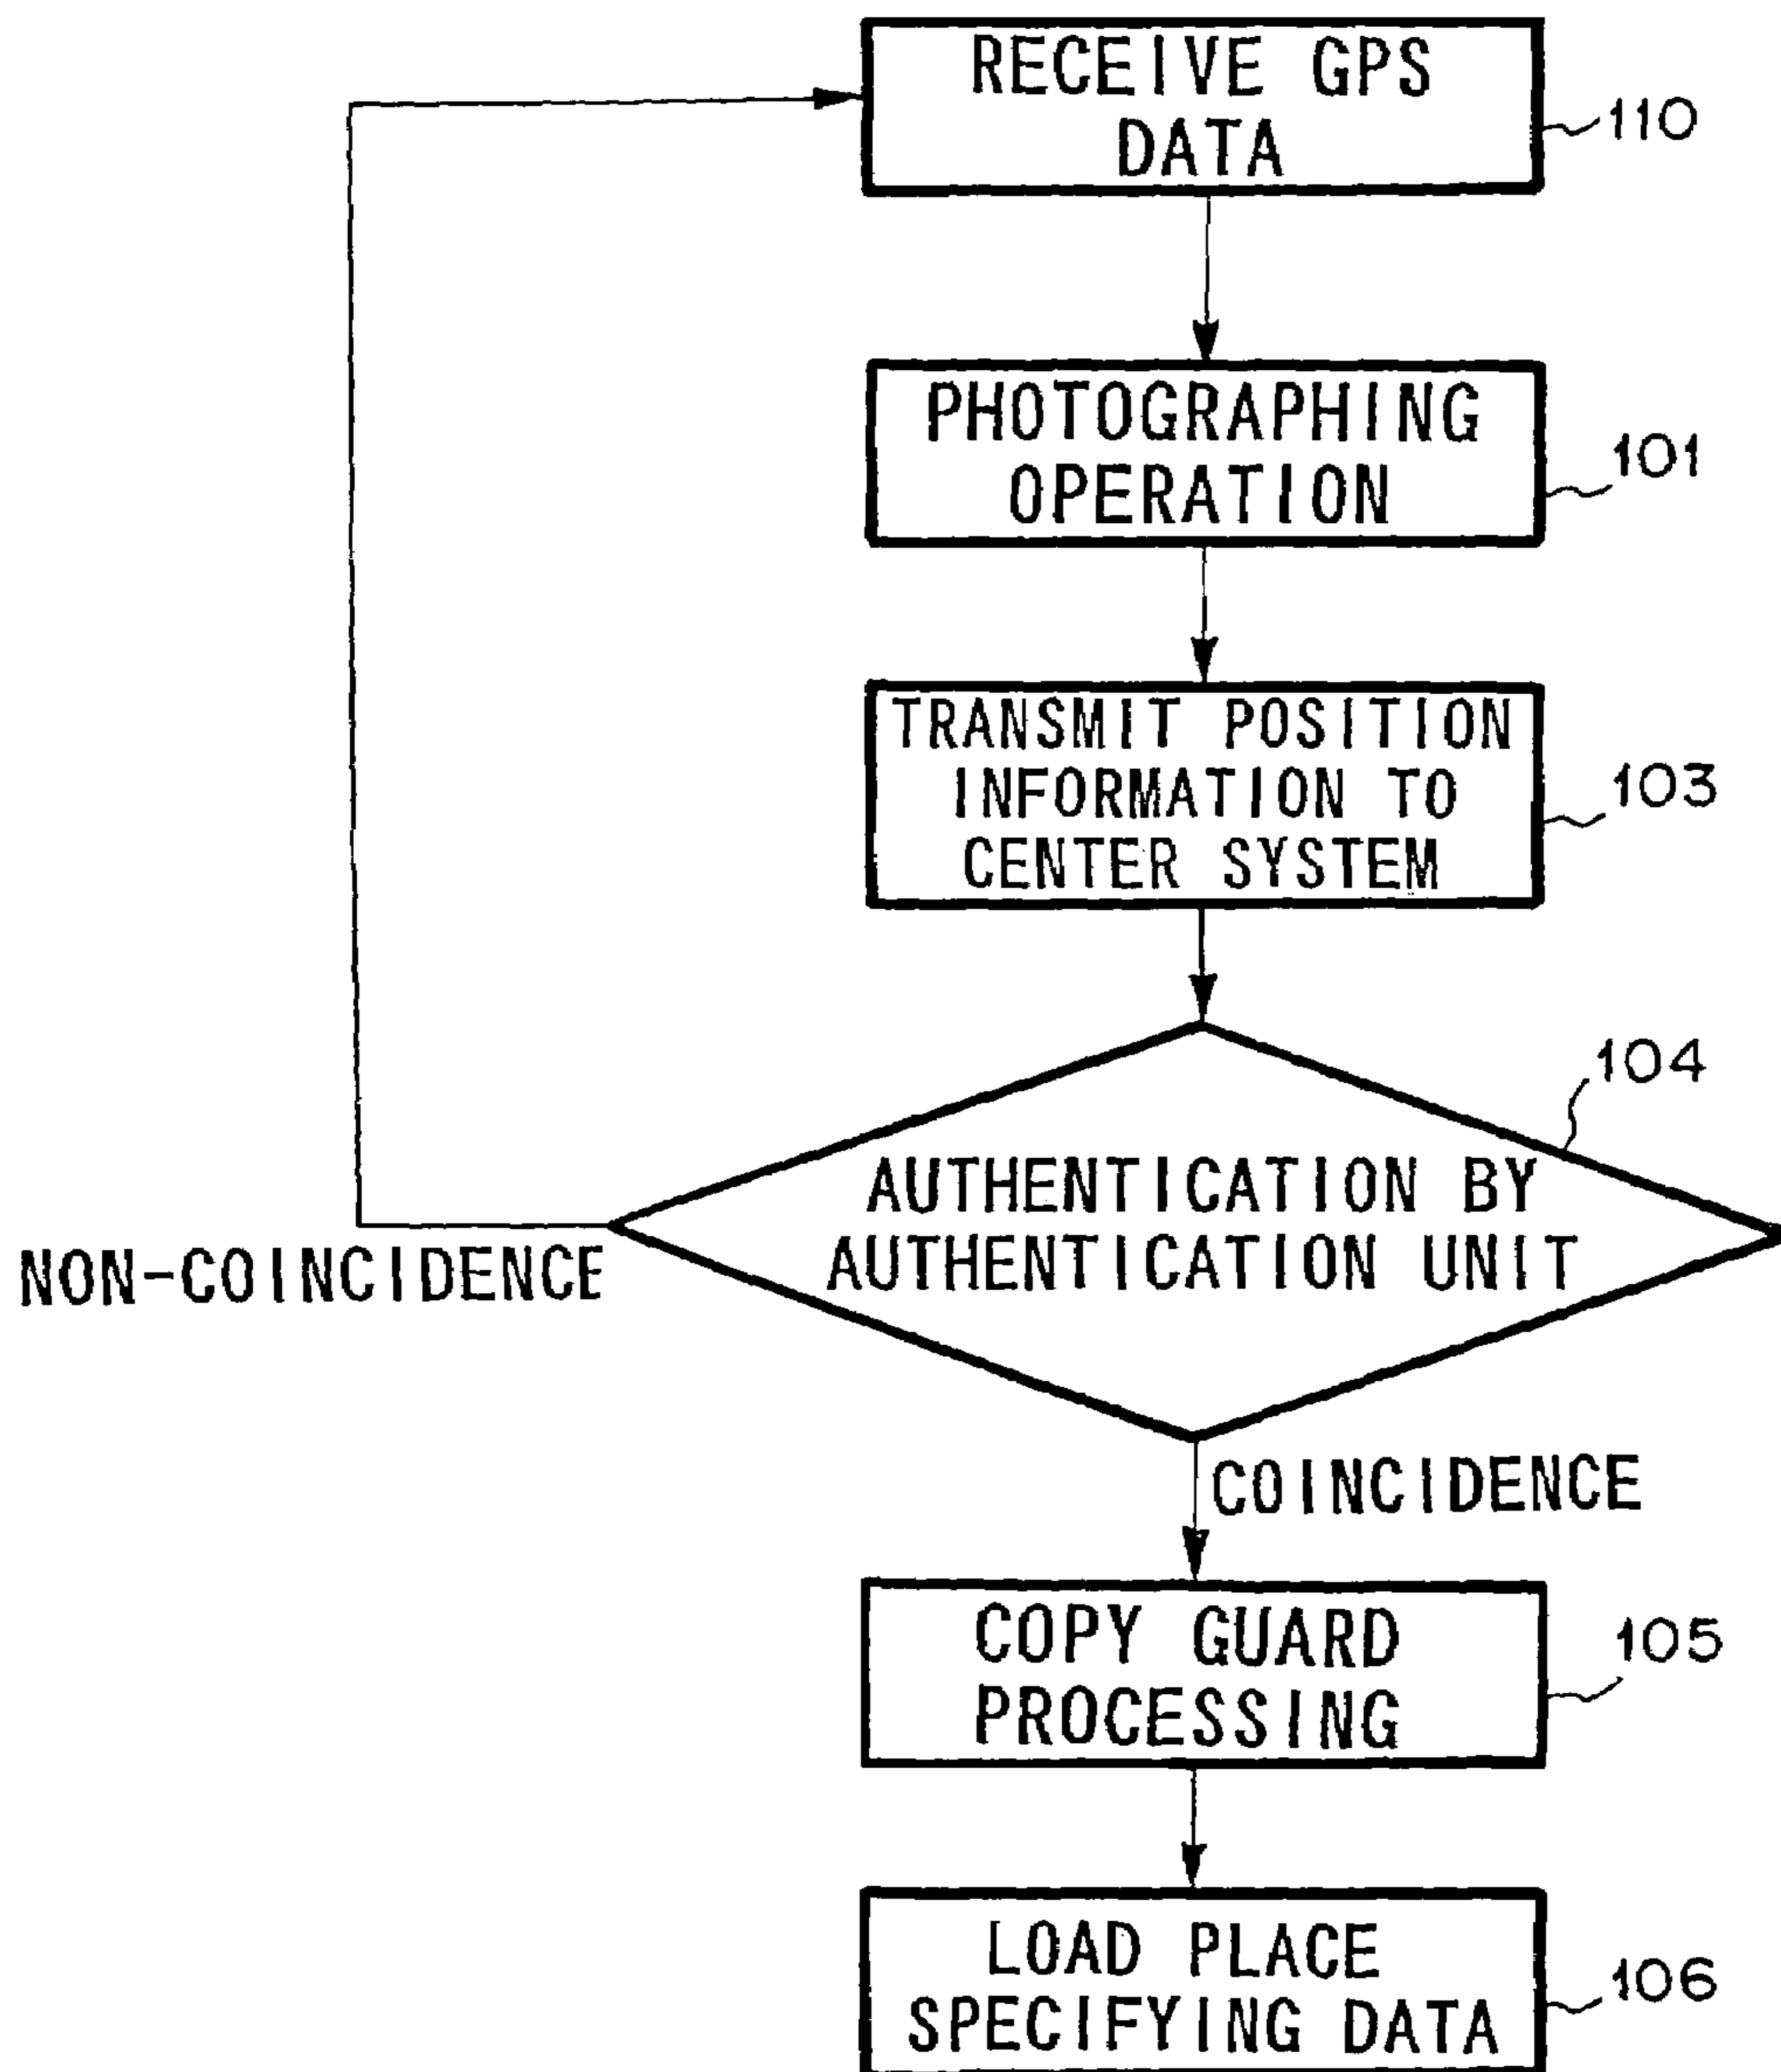 RECEIVE GPS
DATA
110
PHOTOGRAPHING
OPERATION
101
TRANSMIT POSITION
INFORMATION TO
CENTER SYSTEM
103
104
AUTHENTICATION BY
AUTHENTICATION UNIT
NON-COINCIDENCE
COINCIDENCE
COPY GUARD
PROCESSING
105
LOAD PLACE
SPECIFYING DATA
106